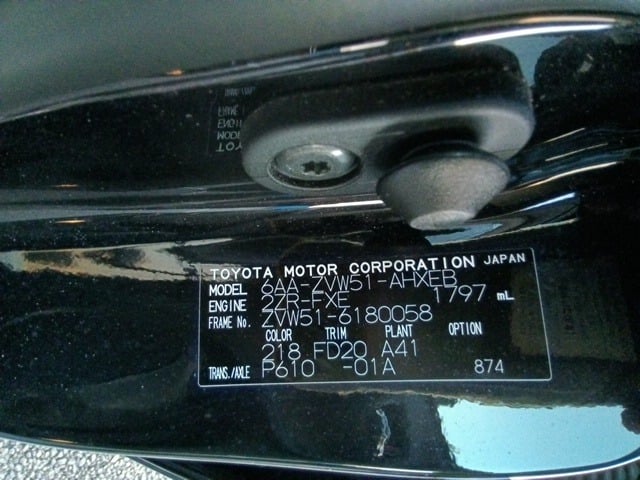 TOYOTA MOTOR CORPORATION JAPAN
MODEL 6AA-ZVW51-AHXEB
ENGINE 2ZR-FXE 1797 mL
FRAME No. ZVW51-6180058
COLOR TRIM PLANT OPTION
218 FD20 A41
TRANS./AXLE P610 -01A 874